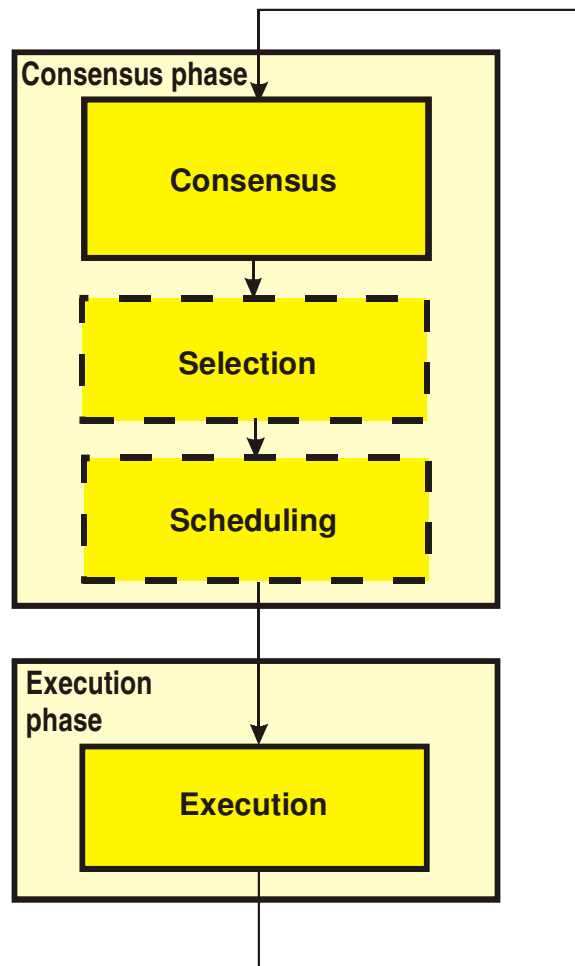 Consensus phase
Consensus
Selection
Scheduling
Execution
phase
Execution